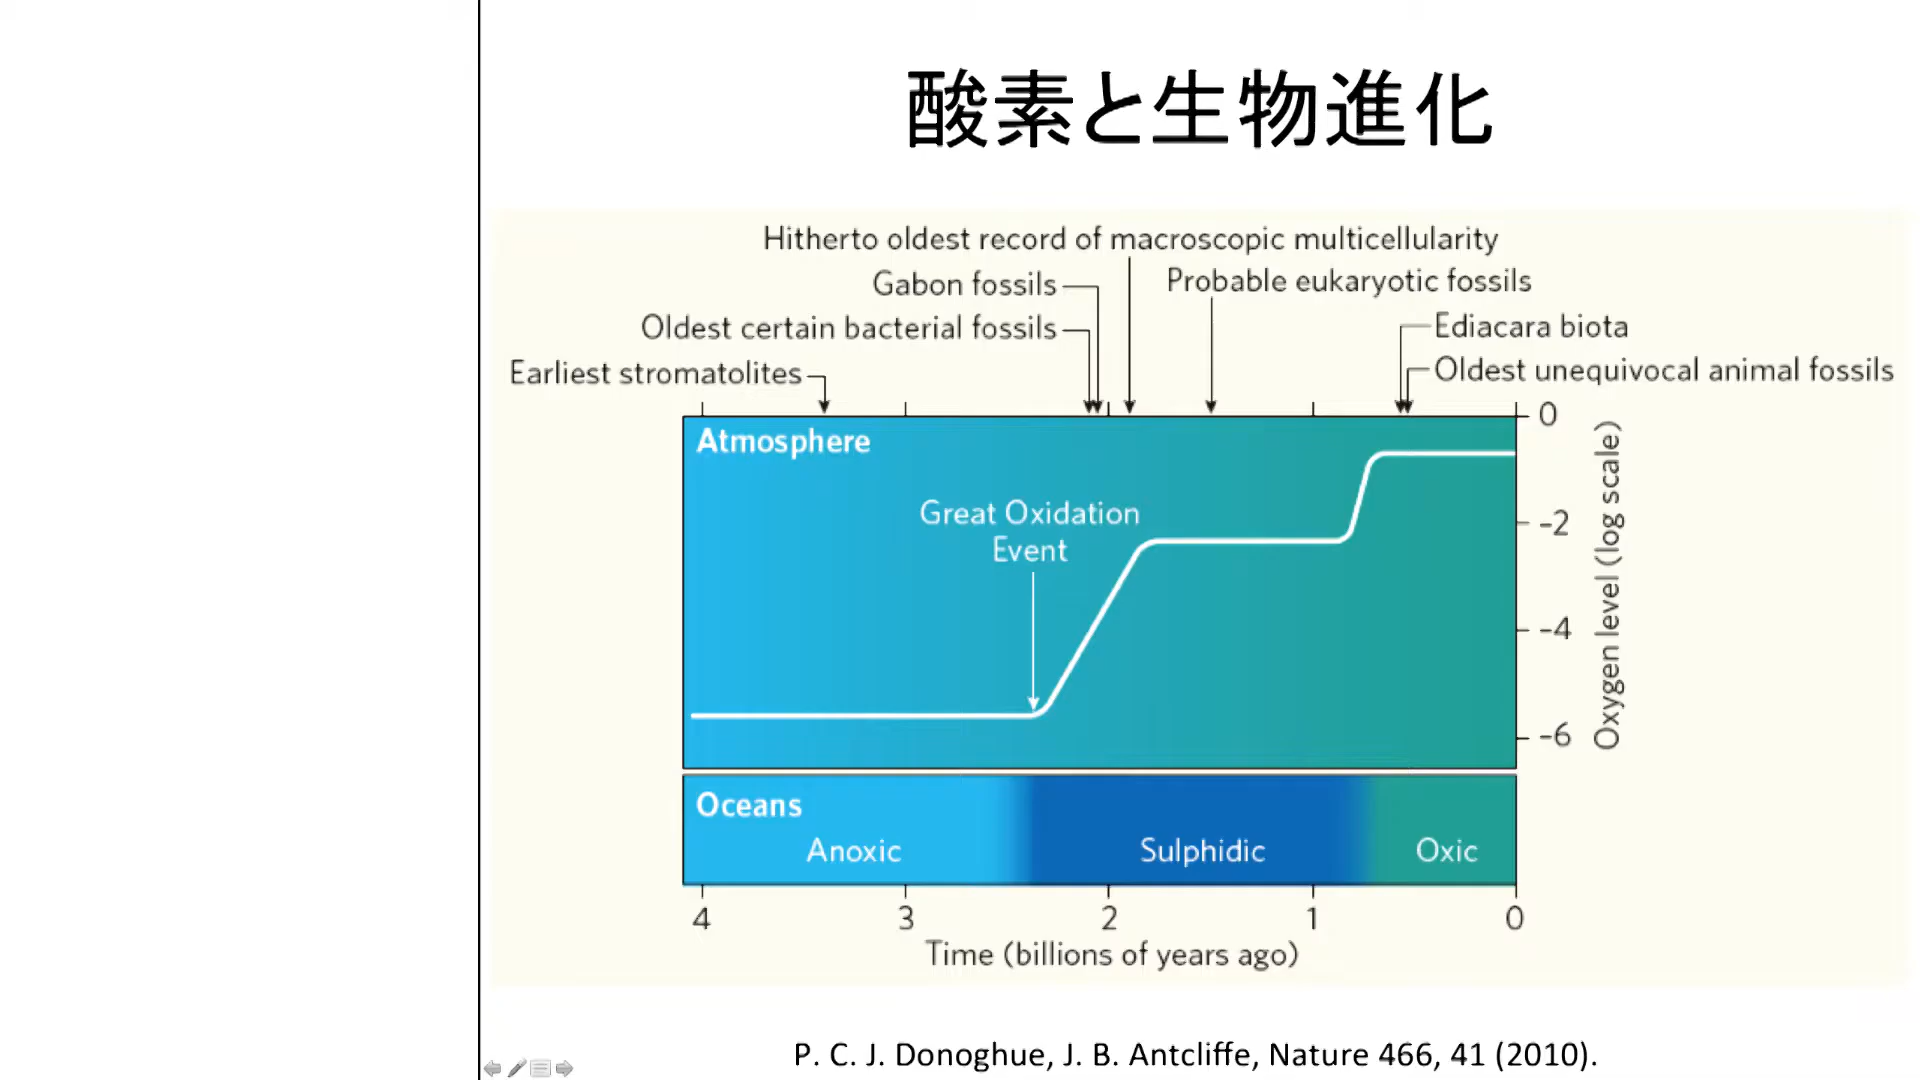 酸素と生物進化
Hitherto oldest record of macroscopic multicellularity
Gabon fossils
Probable eukaryotic fossils
Oldest certain bacterial fossils
Ediacara biota
Earliest stromatolites
Oldest unequivocal animal fossils
Atmosphere
Great Oxidation
Event
0
-2
-4
-6
Oxygen level (log scale)
Oceans
Anoxic
Sulphidic
Oxic
4 3 2 1 0
Time (billions of years ago)
P. C. J. Donoghue, J. B. Antcliffe, Nature 466, 41 (2010).